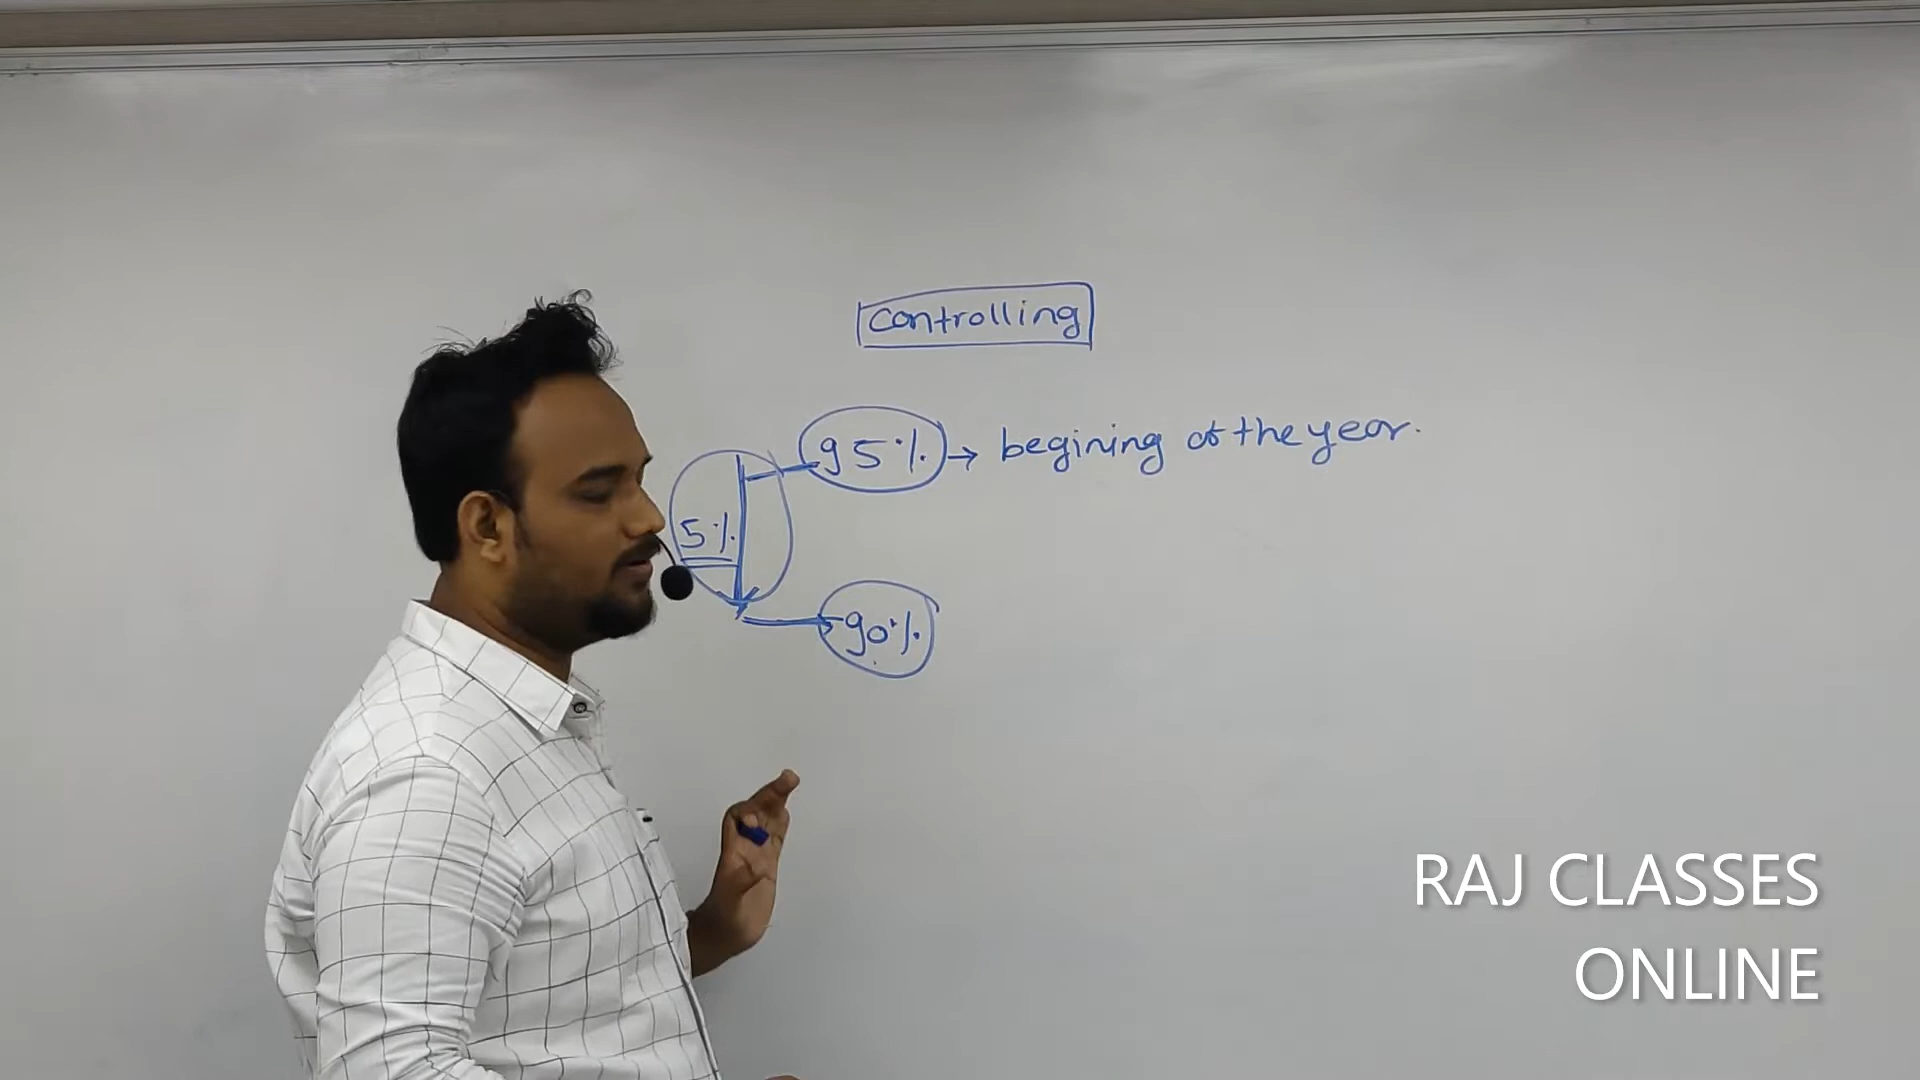 controlling
95% → begining of the year.
5%
90%
RAJ CLASSES
ONLINE